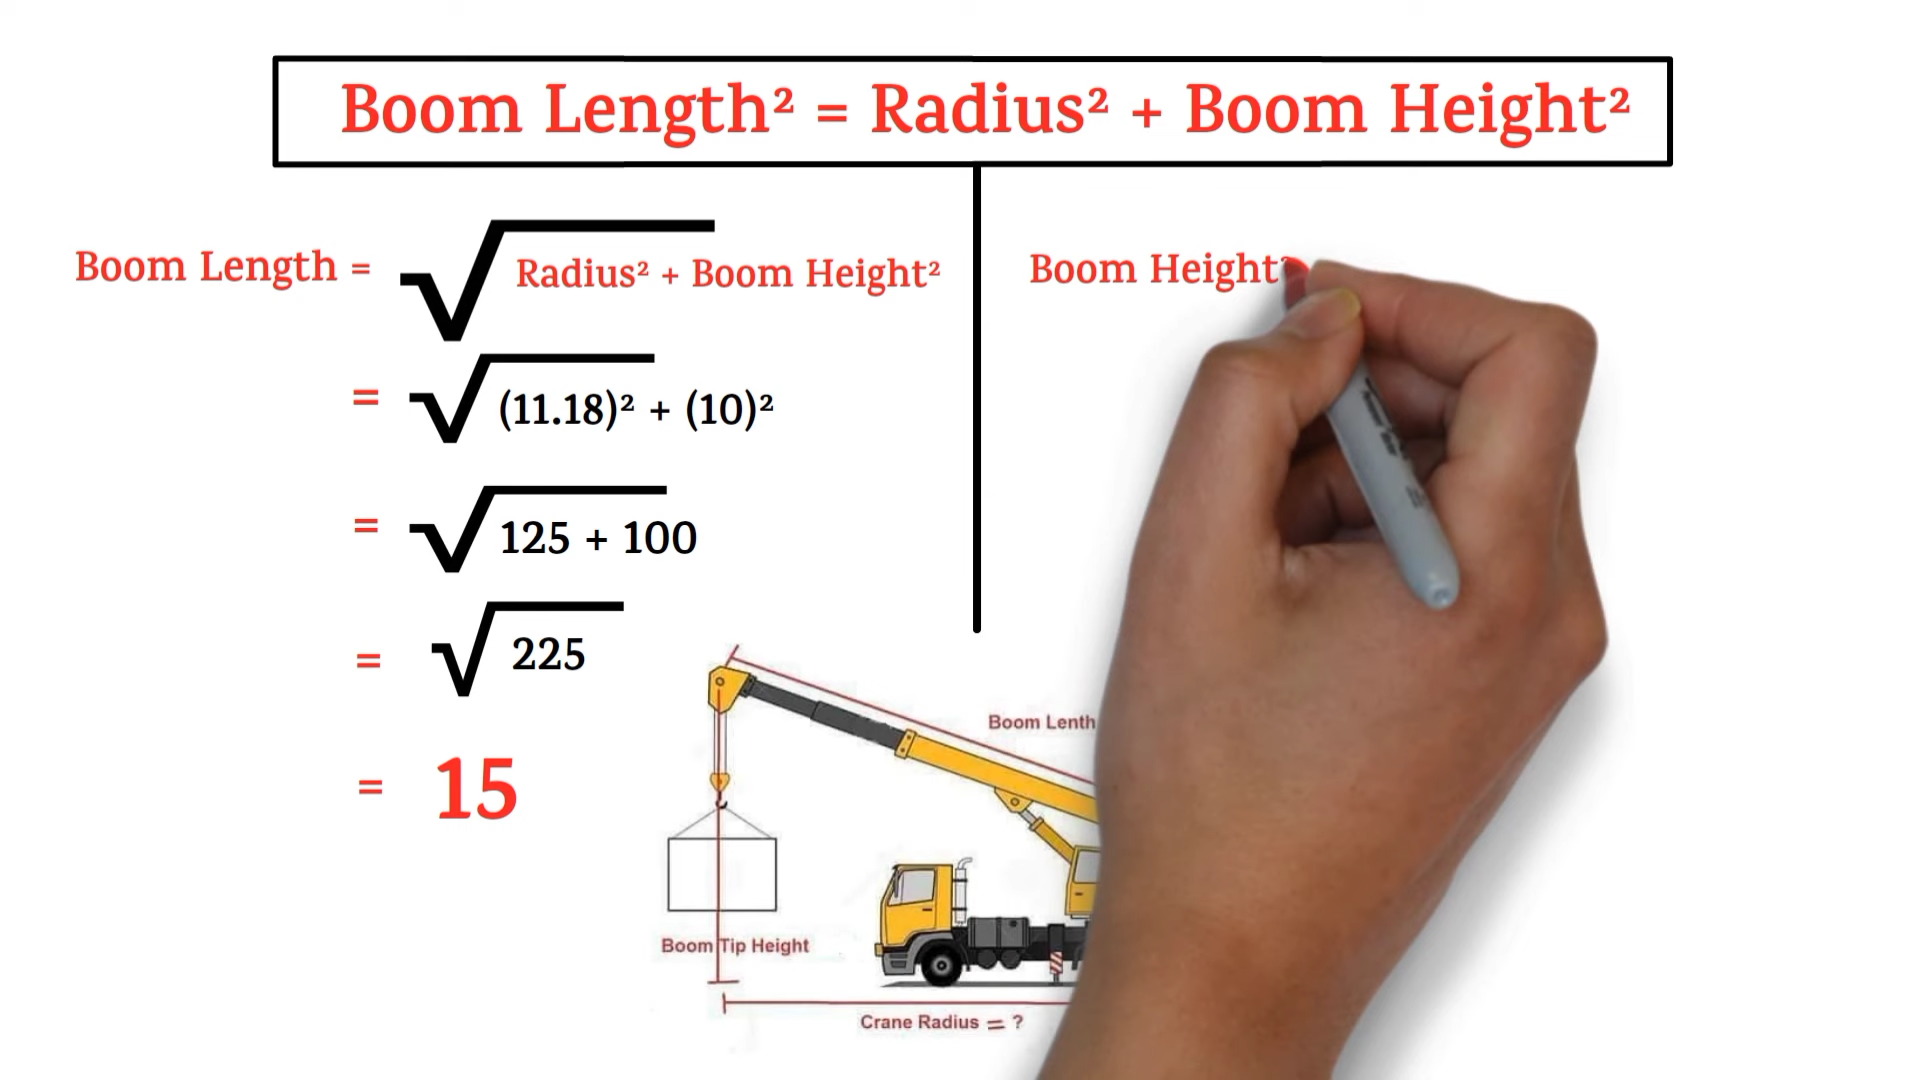 Boom Length² = Radius² + Boom Height²
Boom Length = √ Radius² + Boom Height²
= √ (11.18)² + (10)²
= √ 125 + 100
= √ 225
= 15
Boom Height
Boom Lenth
Boom Tip Height
Crane Radius = ?